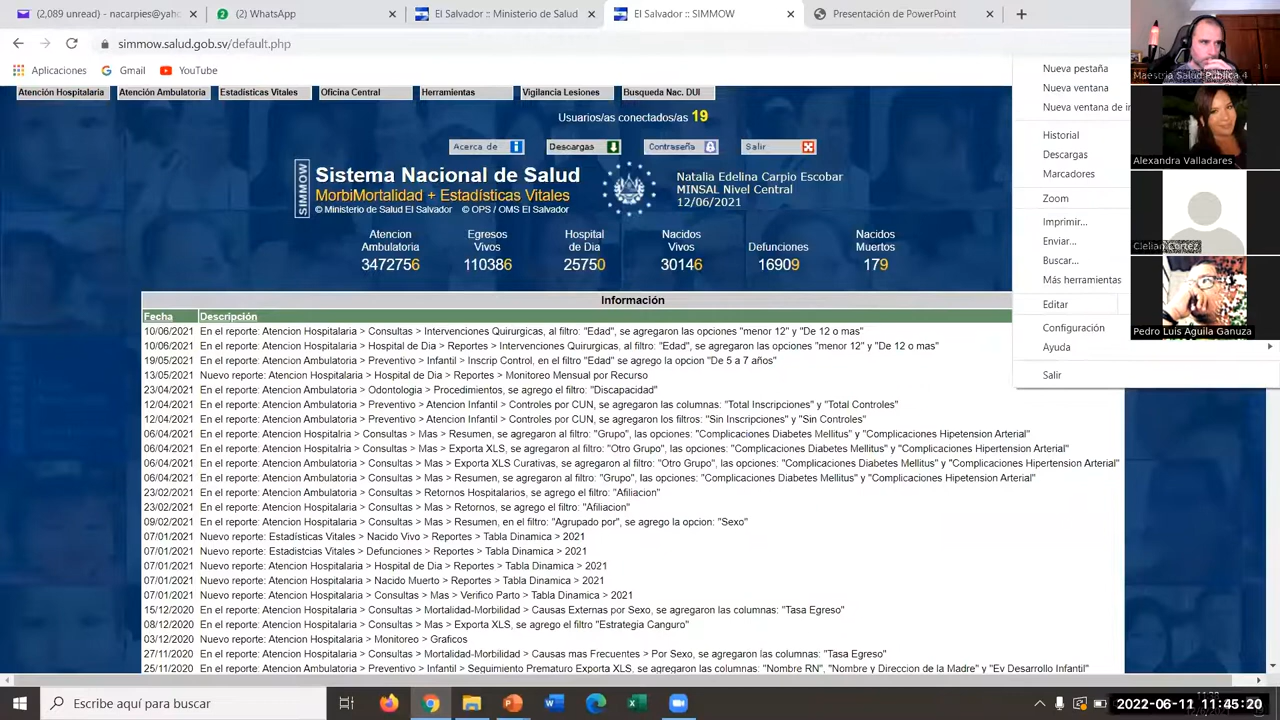 (2,089 unread) - nacarpies@yaho
(2) WhatsApp
El Salvador :: Ministerio de Salud
El Salvador :: SIMMOW
Presentación de PowerPoint
simmow.salud.gob.sv/default.php
Aplicaciones
Gmail
YouTube
Atención Hospitalaria
Atención Ambulatoria
Estadísticas Vitales
Oficina Central
Herramientas
Vigilancia Lesiones
Busqueda Nac. DUI
Usuarios/as conectados/as 19
Acerca de
Descargas
Contraseña
Salir
SIMMOW
Sistema Nacional de Salud
MorbiMortalidad + Estadísticas Vitales
© Ministerio de Salud El Salvador © OPS / OMS El Salvador
Natalia Edelina Carpio Escobar
MINSAL Nivel Central
12/06/2021
Atencion Ambulatoria
3472756
Egresos Vivos
110386
Hospital de Dia
25750
Nacidos Vivos
30146
Defunciones
16909
Nacidos Muertos
179
Información
Fecha Descripción
10/06/2021 En el reporte: Atencion Hospitalaria > Consultas > Intervenciones Quirurgicas, al filtro: "Edad", se agregaron las opciones "menor 12" y "De 12 o mas"
10/06/2021 En el reporte: Atencion Hospitalaria > Hospital de Dia > Reportes > Intervenciones Quirurgicas, al filtro: "Edad", se agregaron las opciones "menor 12" y "De 12 o mas"
19/05/2021 En el reporte: Atencion Ambulatoria > Preventivo > Infantil > Inscrip Control, en el filtro "Edad" se agrego la opcion "De 5 a 7 años"
13/05/2021 Nuevo reporte: Atencion Hospitalaria > Hospital de Dia > Reportes > Monitoreo Mensual por Recurso
23/04/2021 En el reporte: Atencion Ambulatoria > Odontologia > Procedimientos, se agrego el filtro: "Discapacidad"
12/04/2021 En el reporte: Atencion Ambulatoria > Preventivo > Atencion Infantil > Controles por CUN, se agregaron las columnas: "Total Inscripciones" y "Total Controles"
12/04/2021 En el reporte: Atencion Ambulatoria > Preventivo > Atencion Infantil > Controles por CUN, se agregaron los filtros: "Sin Inscripciones" y "Sin Controles"
06/04/2021 En el reporte: Atencion Hospitalria > Consultas > Mas > Resumen, se agregaron al filtro: "Grupo", las opciones: "Complicaciones Diabetes Mellitus" y "Complicaciones Hipetension Arterial"
06/04/2021 En el reporte: Atencion Hospitalria > Consultas > Mas > Exporta XLS, se agregaron al filtro: "Otro Grupo", las opciones: "Complicaciones Diabetes Mellitus" y "Complicaciones Hipertension Arterial"
06/04/2021 En el reporte: Atencion Ambulatoria > Consultas > Mas > Exporta XLS Curativas, se agregaron al filtro: "Otro Grupo", las opciones: "Complicaciones Diabetes Mellitus" y "Complicaciones Hipertension Arterial"
06/04/2021 En el reporte: Atencion Ambulatoria > Consultas > Mas > Resumen, se agregaron al filtro: "Grupo", las opciones: "Complicaciones Diabetes Mellitus" y "Complicaciones Hipetension Arterial"
23/02/2021 En el reporte: Atencion Ambulatoria > Consultas > Retornos Hospitalarios, se agrego el filtro: "Afiliacion"
23/02/2021 En el reporte: Atencion Ambulatoria > Consultas > Mas > Retornos, se agrego el filtro: "Afiliacion"
09/02/2021 En el reporte: Atencion Ambulatoria > Consultas > Mas > Resumen, en el filtro: "Agrupado por", se agrego la opcion: "Sexo"
07/01/2021 Nuevo reporte: Estadísticas Vitales > Nacido Vivo > Reportes > Tabla Dinamica > 2021
07/01/2021 Nuevo reporte: Estadistcias Vitales > Defunciones > Reportes > Tabla Dinamica > 2021
07/01/2021 Nuevo reporte: Atencion Hospitalaria > Hospital de Dia > Reportes > Tabla Dinamica > 2021
07/01/2021 Nuevo reporte: Atencion Hospitalaria > Nacido Muerto > Reportes > Tabla Dinamica > 2021
07/01/2021 Nuevo reporte: Atencion Hospitalaria > Consultas > Mas > Verifico Parto > Tabla Dinamica > 2021
15/12/2020 En el reporte: Atencion Hospitalaria > Consultas > Mortalidad-Morbilidad > Causas Externas por Sexo, se agregaron las columnas: "Tasa Egreso"
08/12/2020 En el reporte: Atencion Hospitalaria > Consultas > Mas > Exporta XLS, se agrego el filtro "Estrategia Canguro"
03/12/2020 Nuevo reporte: Atencion Hospitalaria > Monitoreo > Graficos
27/11/2020 En el reporte: Atencion Hospitalaria > Consultas > Mortalidad-Morbilidad > Causas mas Frecuentes > Por Sexo, se agregaron las columnas: "Tasa Egreso"
25/11/2020 En el reporte: Atencion Ambulatoria > Preventivo > Infantil > Seguimiento Prematuro Exporta XLS, se agregaron las columnas: "Nombre RN", "Nombre y Direccion de la Madre" y "Ev Desarrollo Infantil"
Nueva pestaña
Nueva ventana
Nueva ventana de in
Historial
Descargas
Marcadores
Zoom
Imprimir...
Enviar...
Buscar...
Más herramientas
Editar
Configuración
Ayuda
Salir
Maestria Salud Publica 4
Alexandra Valladares
Clelian Cortez
Pedro Luis Aguila Ganuza
Escribe aquí para buscar
2022-06-11 11:45:20